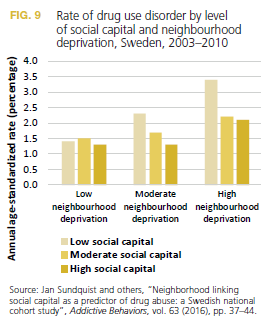 FIG. 9 Rate of drug use disorder by level
of social capital and neighbourhood
deprivation, Sweden, 2003–2010
Annual age-standardized rate (percentage)
4.0
3.5
3.0
2.5
2.0
1.5
1.0
0.5
0.0
Low Moderate High
neighbourhood neighbourhood neighbourhood
deprivation deprivation deprivation
Low social capital
Moderate social capital
High social capital
Source: Jan Sundquist and others, "Neighborhood linking
social capital as a predictor of drug abuse: a Swedish national
cohort study", Addictive Behaviors, vol. 63 (2016), pp. 37–44.